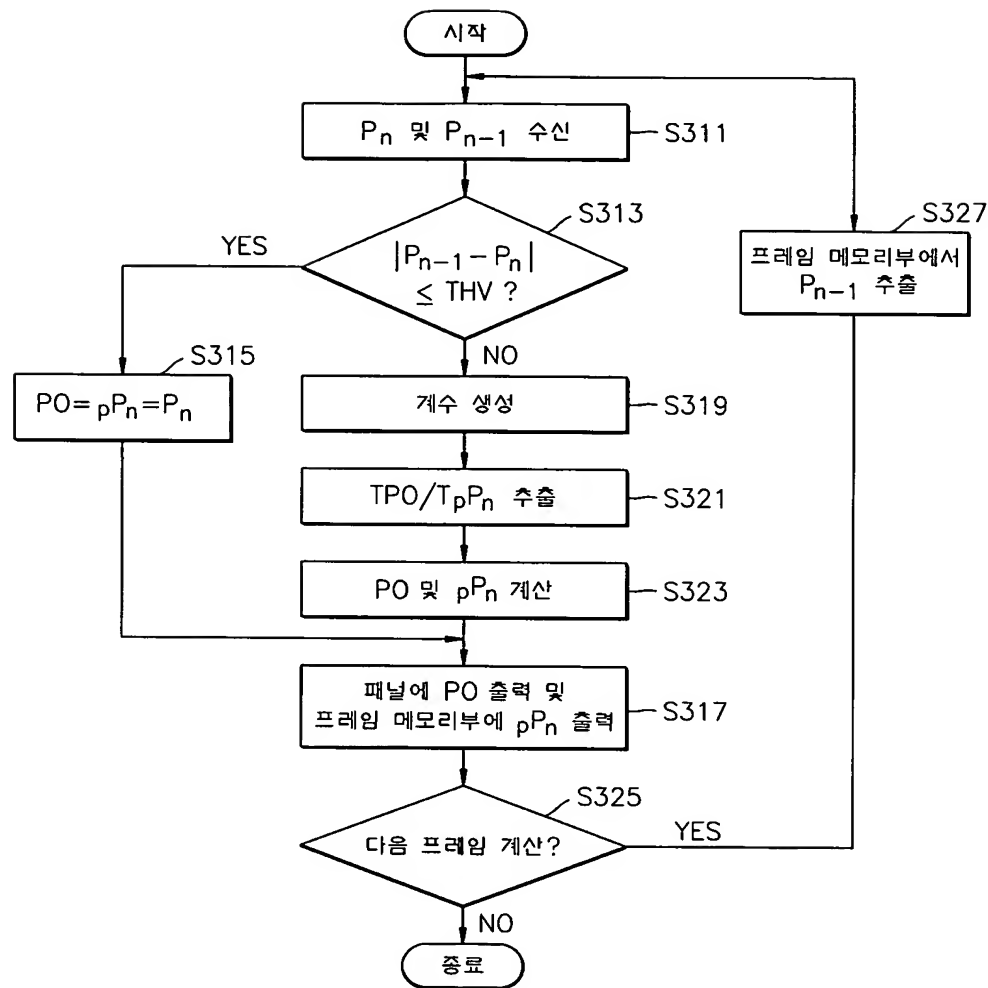 시작
Pn 및 Pn-1 수신
S311
S313
|Pn-1 - Pn|
≤ THV ?
YES
NO
S327
프레임 메모리부에서
Pn-1 추출
S315
PO=pPn=Pn
계수 생성
S319
TPO/TpPn 추출
S321
PO 및 pPn 계산
S323
패널에 PO 출력 및
프레임 메모리부에 pPn 출력
S317
S325
다음 프레임 계산?
YES
NO
종료